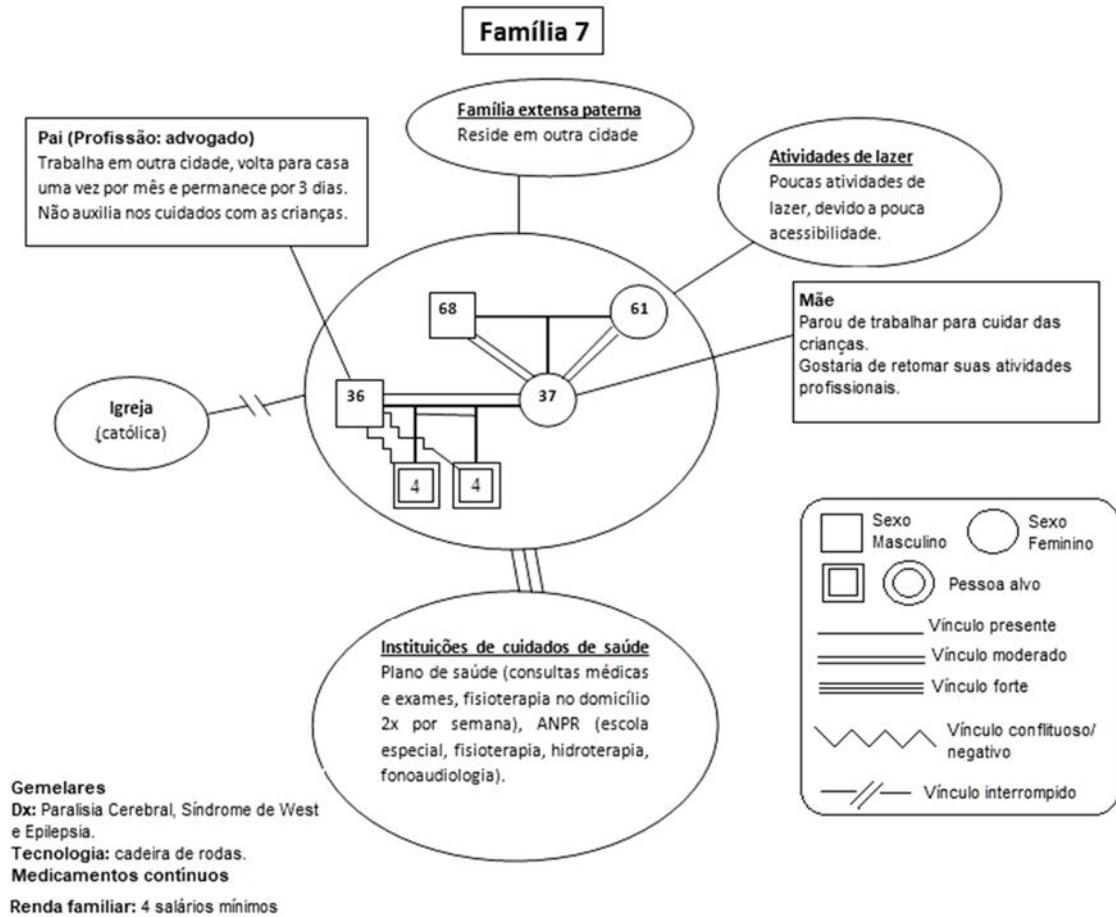 Família 7
Família extensa paterna
Reside em outra cidade
Pai (Profissão: advogado)
Trabalha em outra cidade, volta para casa
uma vez por mês e permanece por 3 dias.
Não auxilia nos cuidados com as crianças.
Atividades de lazer
Poucas atividades de
lazer, devido a pouca
acessibilidade.
68
61
Mãe
Parou de trabalhar para cuidar das
crianças.
Gostaria de retomar suas atividades
profissionais.
36
37
Igreja
(católica)
4
4
Sexo
Masculino
Sexo
Feminino
Pessoa alvo
Vínculo presente
Vínculo moderado
Vínculo forte
Vínculo conflituoso/
negativo
Vínculo interrompido
Instituições de cuidados de saúde
Plano de saúde (consultas médicas
e exames, fisioterapia no domicílio
2x por semana), ANPR (escola
especial, fisioterapia, hidroterapia,
fonoaudiologia).
Gemelares
Dx: Paralisia Cerebral, Síndrome de West
e Epilepsia.
Tecnologia: cadeira de rodas.
Medicamentos contínuos
Renda familiar: 4 salários mínimos